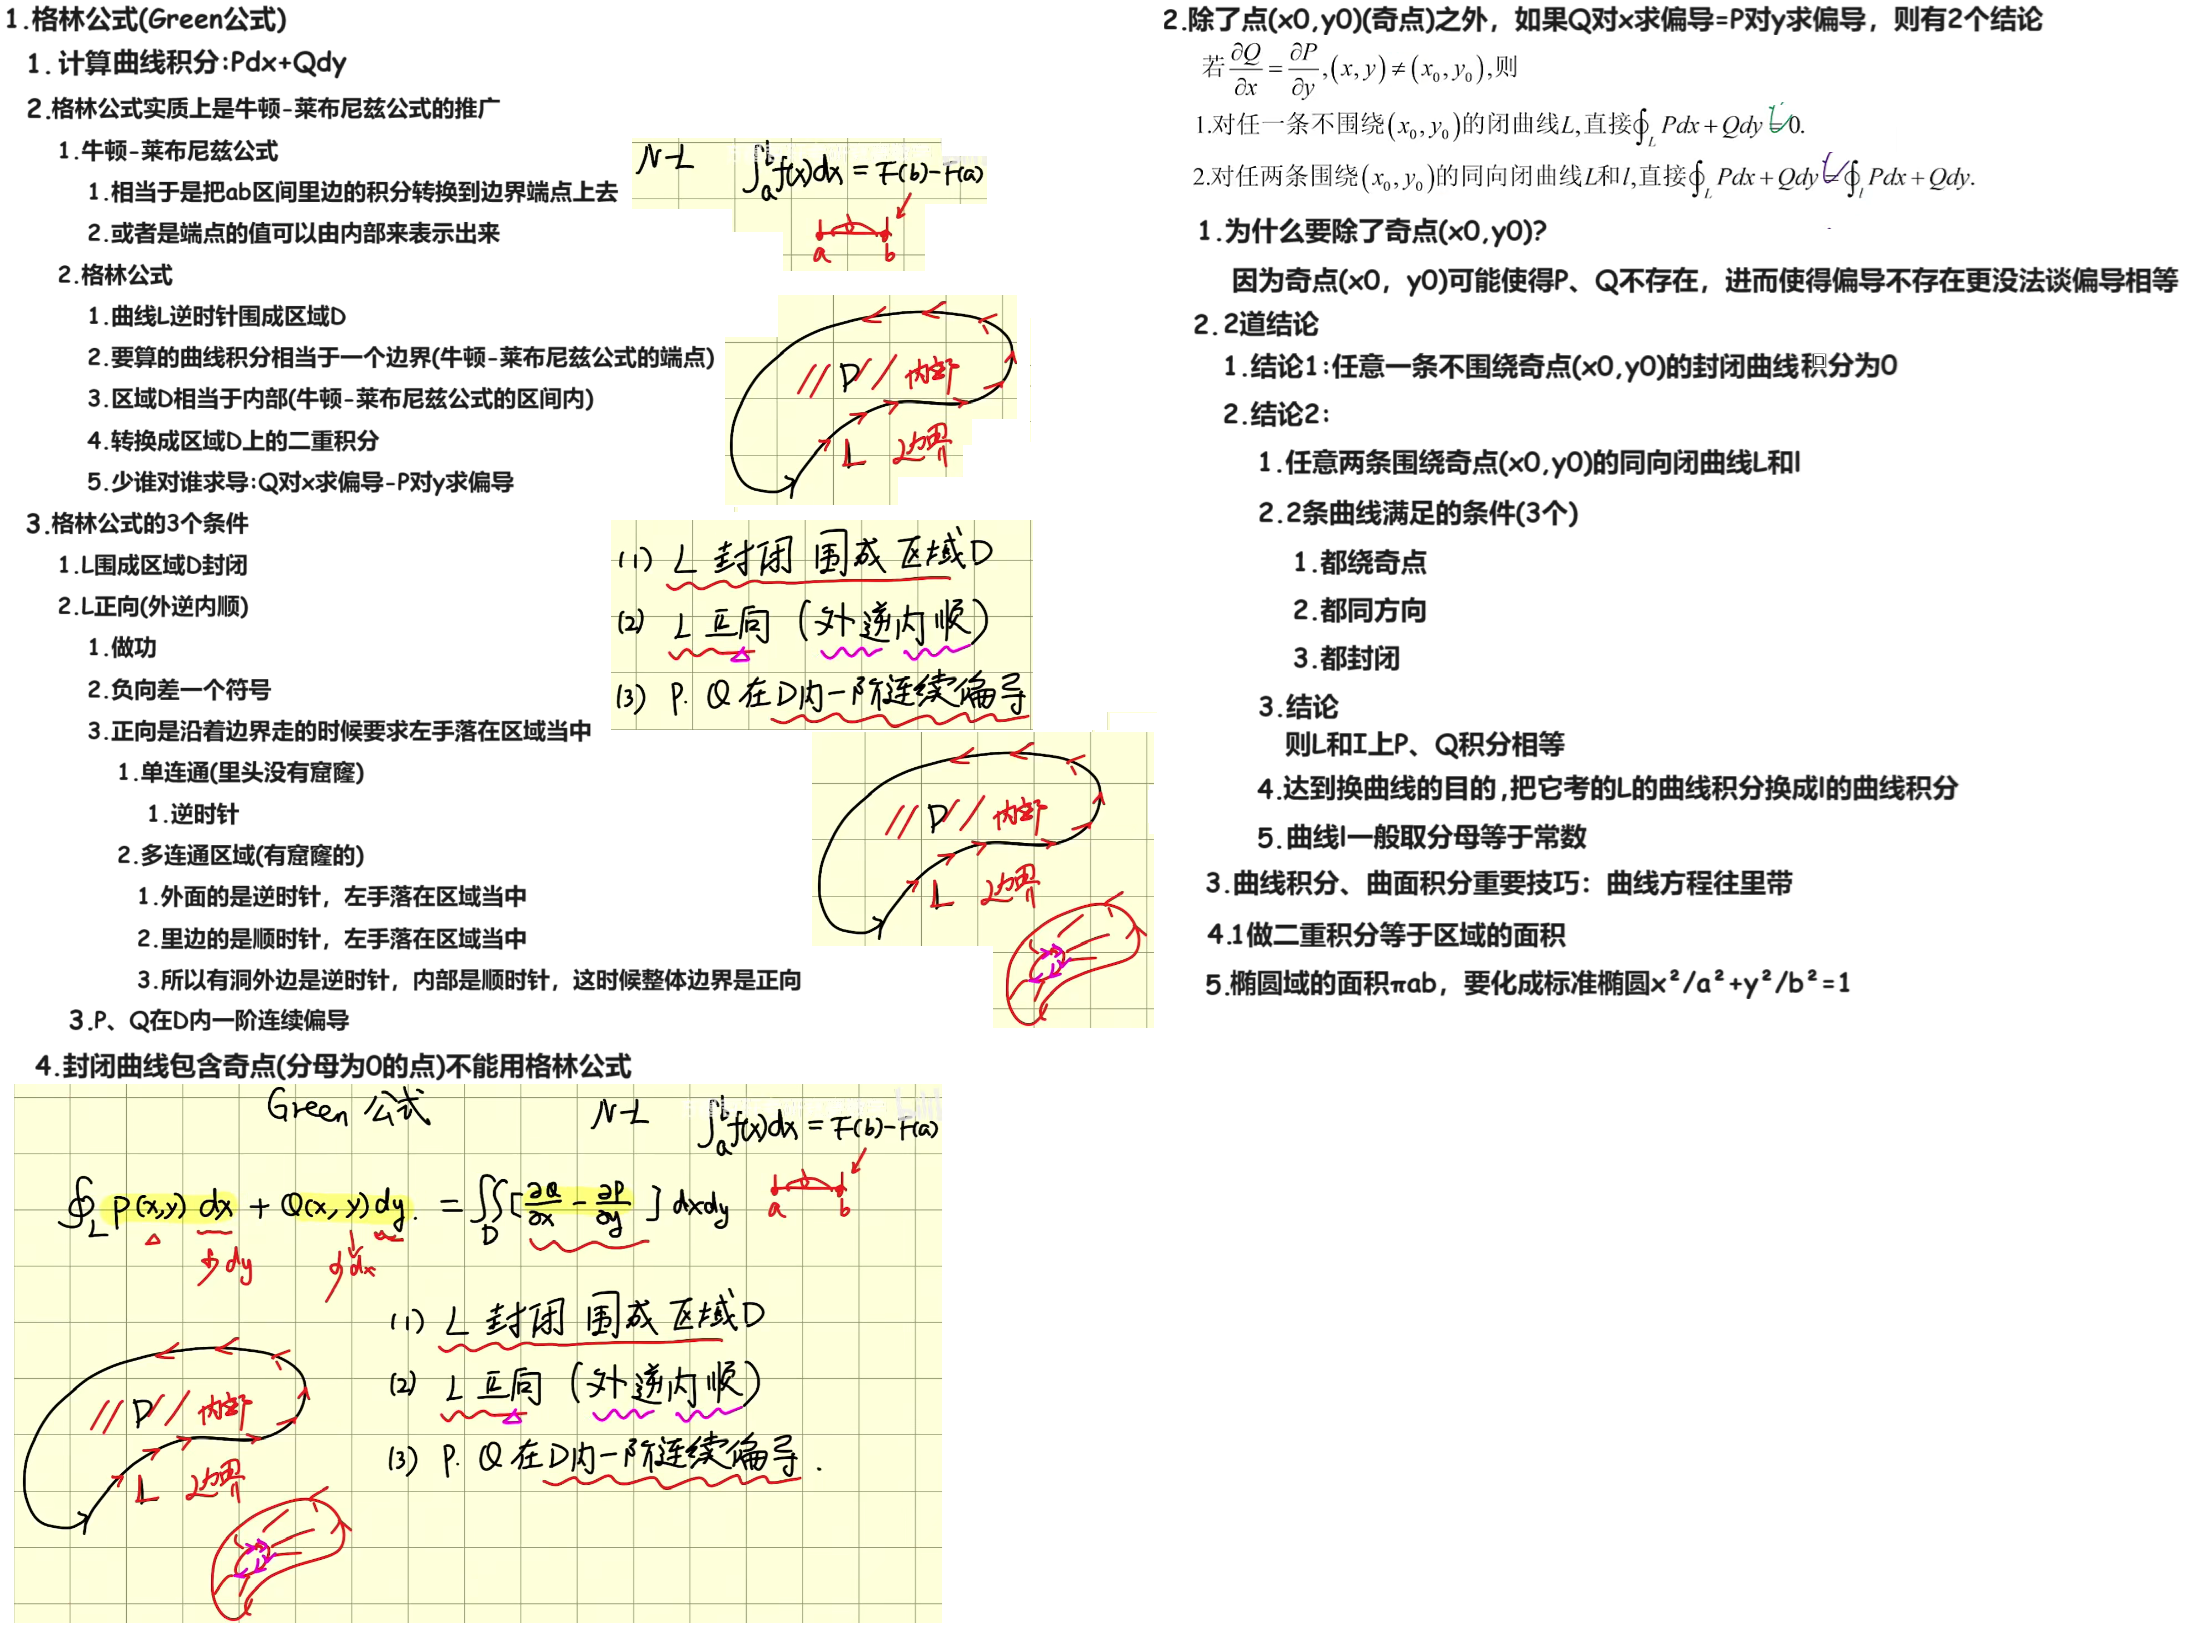 1.格林公式(Green公式)
1.计算曲线积分:Pdx+Qdy
2.格林公式实质上是牛顿-莱布尼兹公式的推广
1.牛顿-莱布尼兹公式
1.相当于是把ab区间里边的积分转换到边界端点上去
2.或者是端点的值可以由内部来表示出来
N-L ∫_a^b f(x)dx = F(b)-F(a)
a b
2.格林公式
1.曲线L逆时针围成区域D
2.要算的曲线积分相当于一个边界(牛顿-莱布尼兹公式的端点)
3.区域D相当于内部(牛顿-莱布尼兹公式的区间内)
4.转换成区域D上的二重积分
5.少谁对谁求导:Q对x求偏导-P对y求偏导
D 内部
L 边界
3.格林公式的3个条件
1.L围成区域D封闭
2.L正向(外逆内顺)
1.做功
2.负向差一个符号
3.正向是沿着边界走的时候要求左手落在区域当中
1.单连通(里头没有窟窿)
1.逆时针
2.多连通区域(有窟窿的)
1.外面的是逆时针，左手落在区域当中
2.里边的是顺时针，左手落在区域当中
3.所以有洞外边是逆时针，内部是顺时针，这时候整体边界是正向
3.P、Q在D内一阶连续偏导
(1) L 封闭 围成 区域D
(2) L 正向 (外逆内顺)
(3) P. Q在D内一阶连续偏导
D 内部
L 边界
4.封闭曲线包含奇点(分母为0的点)不能用格林公式
Green 公式 N-L ∫_a^b f(x)dx = F(b)-F(a)
a b
∮_L P(x,y) dx + Q(x,y) dy. = ∬_D [∂Q/∂x - ∂P/∂y] dxdy
少dy 少dx
(1) L 封闭 围成 区域D
(2) L 正向 (外逆内顺)
(3) P. Q在D内一阶连续偏导.
D 内部
L 边界
2.除了点(x0,y0)(奇点)之外，如果Q对x求偏导=P对y求偏导，则有2个结论
若∂Q/∂x=∂P/∂y,(x,y)≠(x₀,y₀),则
1.对任一条不围绕(x₀,y₀)的闭曲线L,直接∮_L Pdx+Qdy=0.
2.对任两条围绕(x₀,y₀)的同向闭曲线L和l,直接∮_L Pdx+Qdy=∮_l Pdx+Qdy.
1.为什么要除了奇点(x0,y0)?
因为奇点(x0，y0)可能使得P、Q不存在，进而使得偏导不存在更没法谈偏导相等
2.2道结论
1.结论1:任意一条不围绕奇点(x0,y0)的封闭曲线积分为0
2.结论2:
1.任意两条围绕奇点(x0,y0)的同向闭曲线L和l
2.2条曲线满足的条件(3个)
1.都绕奇点
2.都同方向
3.都封闭
3.结论
则L和I上P、Q积分相等
4.达到换曲线的目的,把它考的L的曲线积分换成l的曲线积分
5.曲线l一般取分母等于常数
3.曲线积分、曲面积分重要技巧：曲线方程往里带
4.1做二重积分等于区域的面积
5.椭圆域的面积πab，要化成标准椭圆x²/a²+y²/b²=1